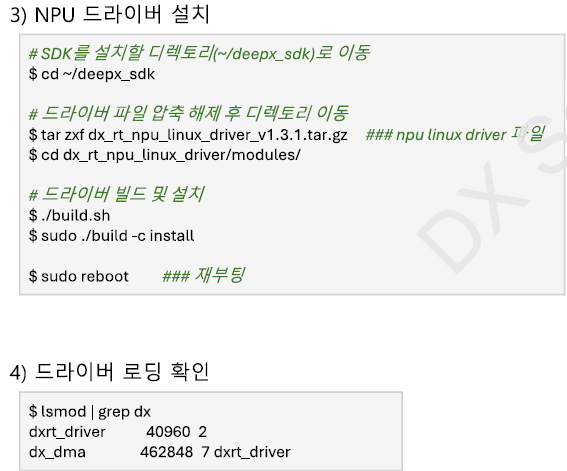 3) NPU 드라이버 설치
# SDK를 설치할 디렉토리(~/deepx_sdk)로 이동
$ cd ~/deepx_sdk
# 드라이버 파일 압축 해제 후 디렉토리 이동
$ tar zxf dx_rt_npu_linux_driver_v1.3.1.tar.gz ### npu linux driver 파일
$ cd dx_rt_npu_linux_driver/modules/
# 드라이버 빌드 및 설치
$ ./build.sh
$ sudo ./build -c install
$ sudo reboot ### 재부팅
DX S
4) 드라이버 로딩 확인
$ lsmod | grep dx
dxrt_driver 40960 2
dx_dma 462848 7 dxrt_driver